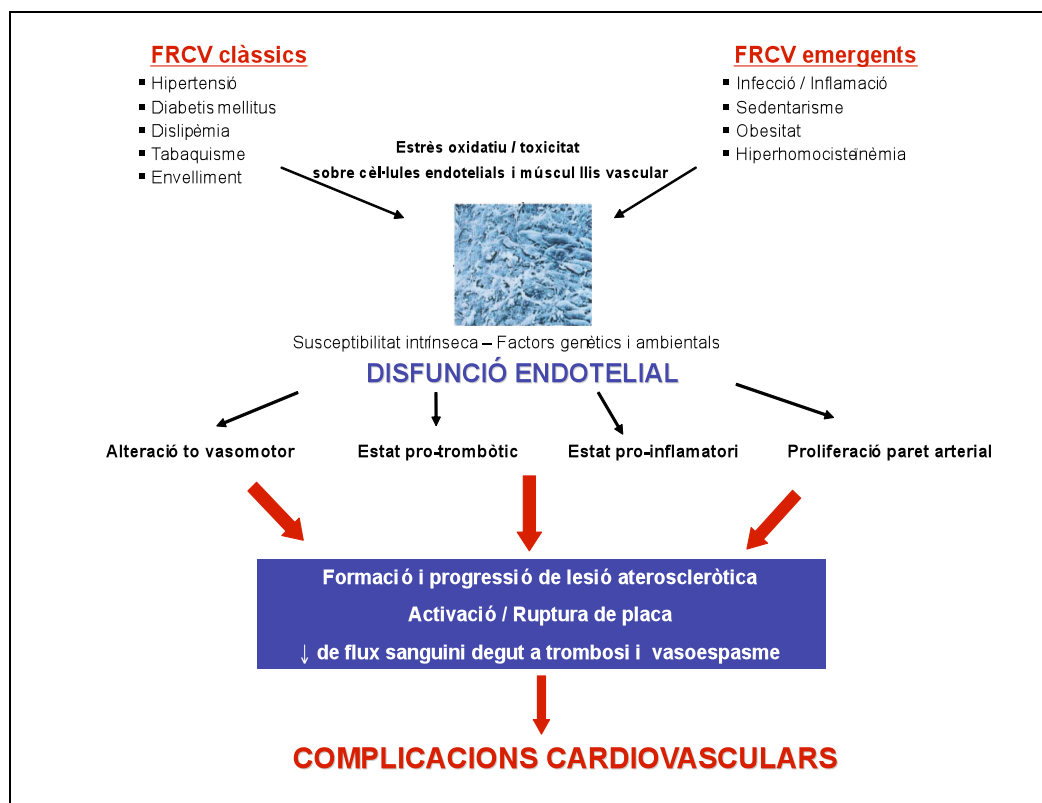 FRCV clàssics
▪ Hipertensió
▪ Diabetis mellitus
▪ Dislipèmia
▪ Tabaquisme
▪ Envelliment
FRCV emergents
▪ Infecció / Inflamació
▪ Sedentarisme
▪ Obesitat
▪ Hiperhomocisteïnèmia
Estrès oxidatiu / toxicitat
sobre cèl·lules endotelials i múscul llis vascular
Susceptibilitat intrínseca – Factors genètics i ambientals
DISFUNCIÓ ENDOTELIAL
Alteració to vasomotor
Estat pro-trombòtic
Estat pro-inflamatori
Proliferació paret arterial
Formació i progressió de lesió ateroscleròtica
Activació / Ruptura de placa
↓ de flux sanguini degut a trombosi i vasoespasme
COMPLICACIONS CARDIOVASCULARS